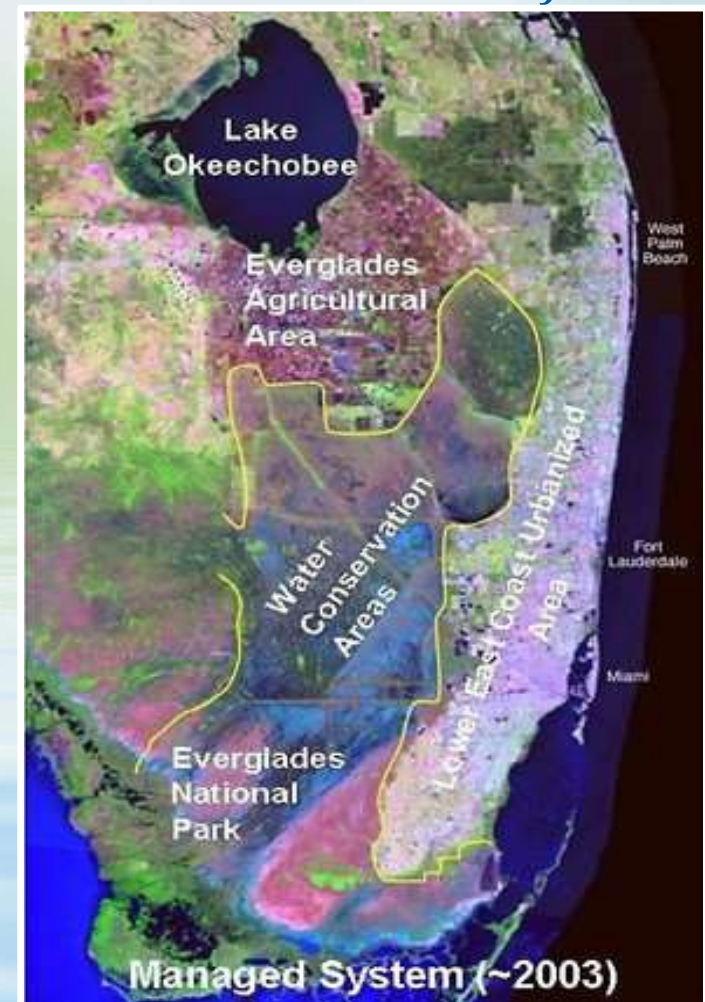 Lake
Okeechobee
West
Palm
Beach
Everglades
Agricultural
Area
Water
Conservation
Areas
Lower East Coast Urbanized
Area
Fort
Lauderdale
Miami
Everglades
National
Park
Managed System (~2003)